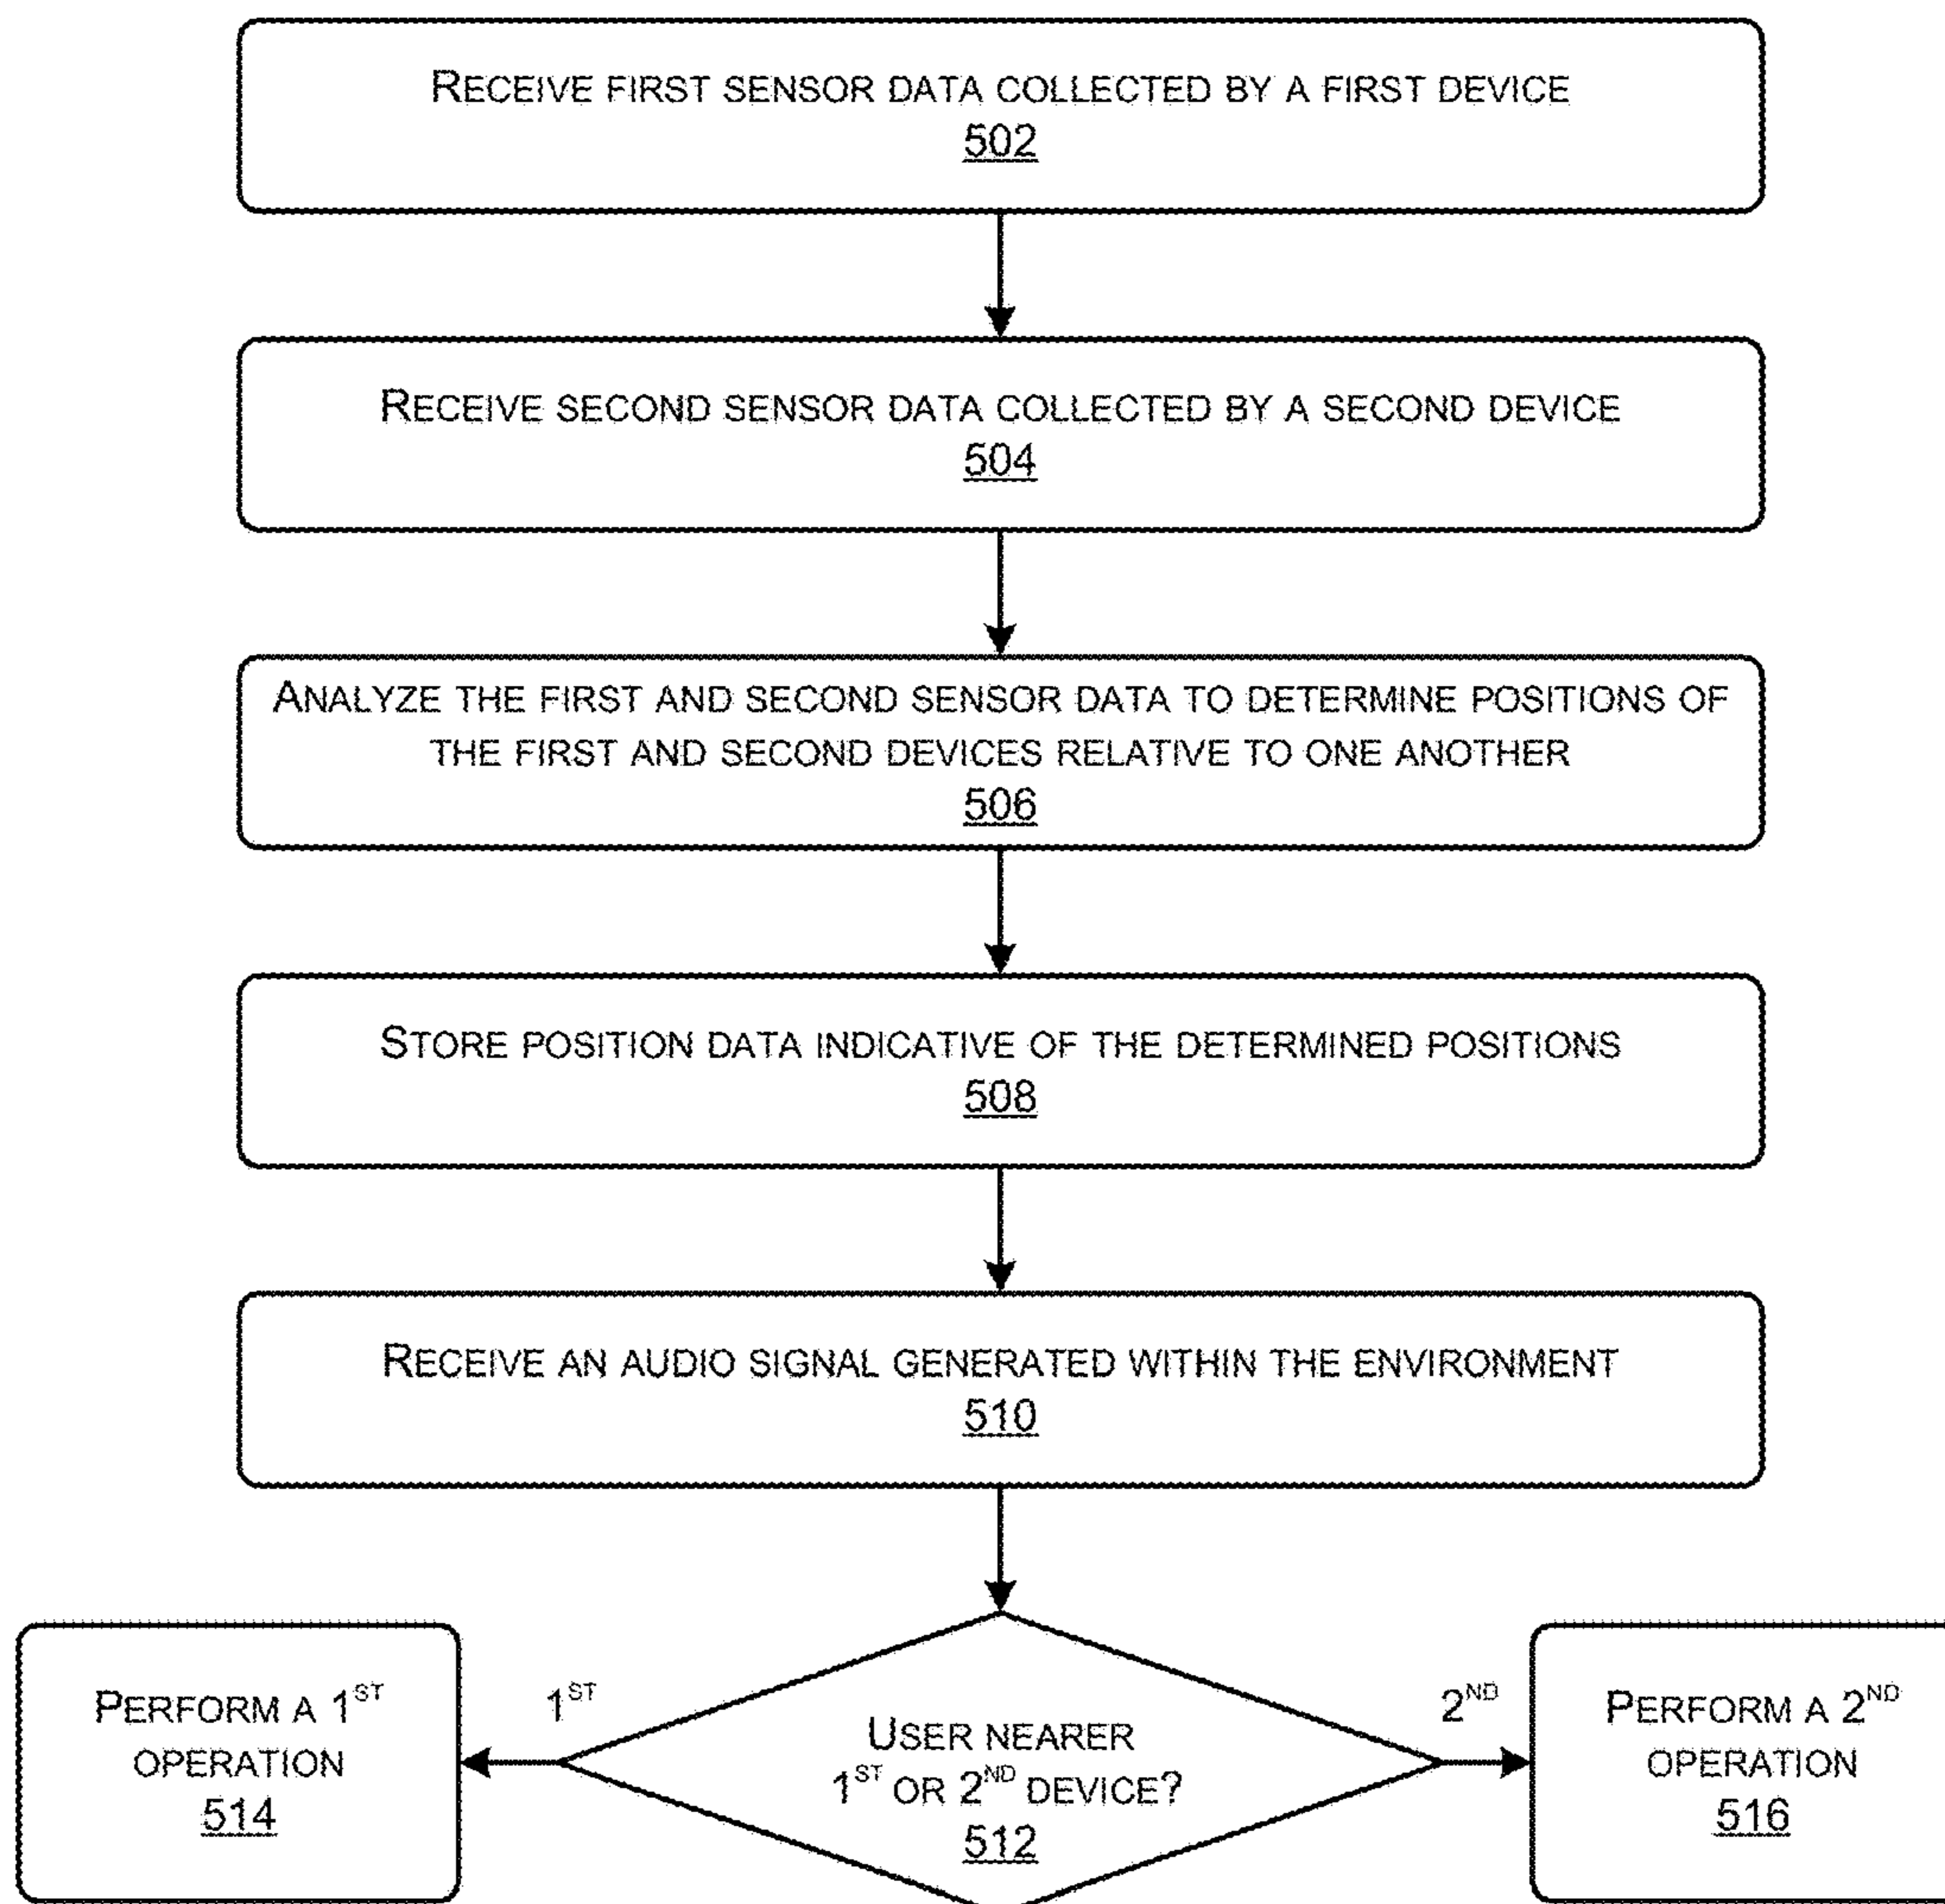 RECEIVE FIRST SENSOR DATA COLLECTED BY A FIRST DEVICE
502
RECEIVE SECOND SENSOR DATA COLLECTED BY A SECOND DEVICE
504
ANALYZE THE FIRST AND SECOND SENSOR DATA TO DETERMINE POSITIONS OF
THE FIRST AND SECOND DEVICES RELATIVE TO ONE ANOTHER
506
STORE POSITION DATA INDICATIVE OF THE DETERMINED POSITIONS
508
RECEIVE AN AUDIO SIGNAL GENERATED WITHIN THE ENVIRONMENT
510
PERFORM A 1ST
OPERATION
514
1ST
USER NEARER
1ST OR 2ND DEVICE?
512
2ND
PERFORM A 2ND
OPERATION
516